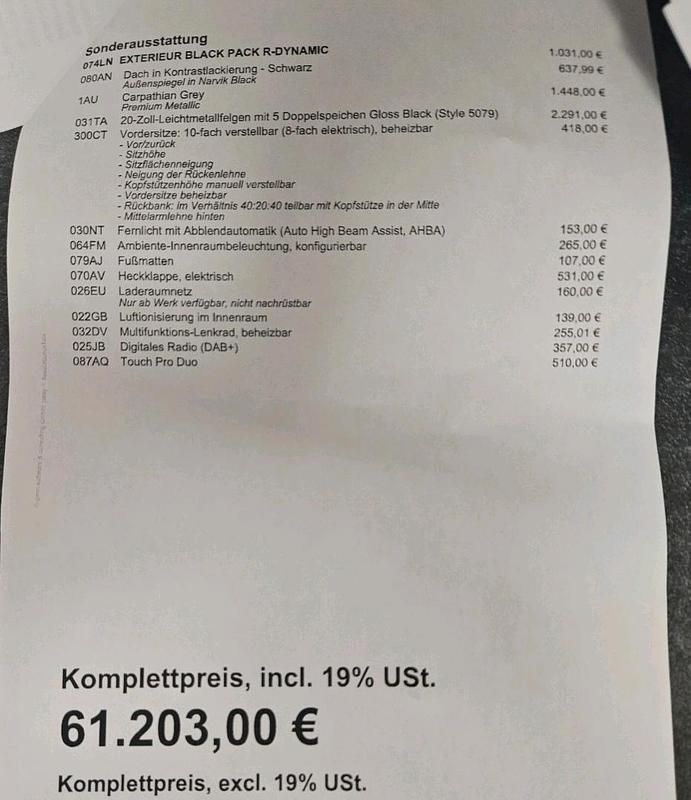 Sonderausstattung
074LN EXTERIEUR BLACK PACK R-DYNAMIC 1.031,00 €
080AN Dach in Kontrastlackierung - Schwarz 637,99 €
Außenspiegel in Narvik Black
1AU Carpathian Grey 1.448,00 €
Premium Metallic
031TA 20-Zoll-Leichtmetallfelgen mit 5 Doppelspeichen Gloss Black (Style 5079) 2.291,00 €
300CT Vordersitze: 10-fach verstellbar (8-fach elektrisch), beheizbar 418,00 €
- Vor/zurück
- Sitzhöhe
- Sitzflächenneigung
- Neigung der Rückenlehne
- Kopfstützenhöhe manuell verstellbar
- Vordersitze beheizbar
- Rückbank: im Verhältnis 40:20:40 teilbar mit Kopfstütze in der Mitte
- Mittelarmlehne hinten
030NT Fernlicht mit Abblendautomatik (Auto High Beam Assist, AHBA) 153,00 €
064FM Ambiente-Innenraumbeleuchtung, konfigurierbar 265,00 €
079AJ Fußmatten 107,00 €
070AV Heckklappe, elektrisch 531,00 €
026EU Laderaumnetz 160,00 €
Nur ab Werk verfügbar, nicht nachrüstbar
022GB Luftionisierung im Innenraum 139,00 €
032DV Multifunktions-Lenkrad, beheizbar 255,01 €
025JB Digitales Radio (DAB+) 357,00 €
087AQ Touch Pro Duo 510,00 €
Komplettpreis, incl. 19% USt.
61.203,00 €
Komplettpreis, excl. 19% USt.